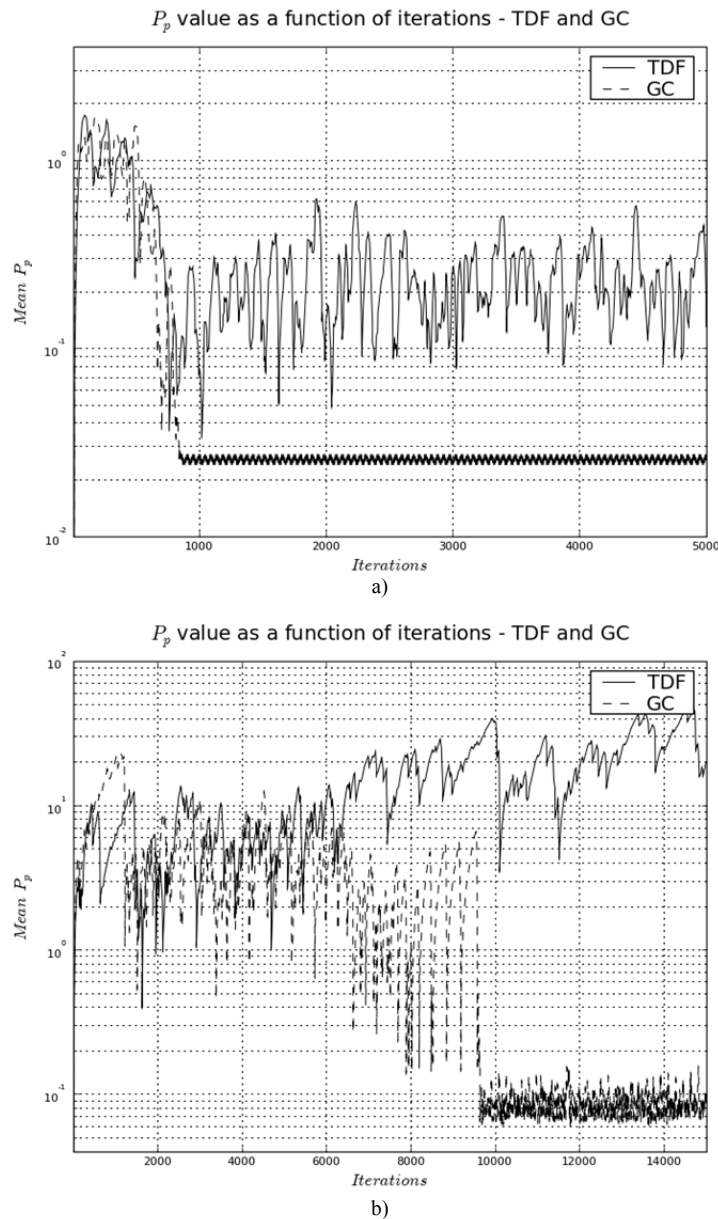 P_p value as a function of iterations - TDF and GC
TDF
GC
10^0
10^-1
10^-2
Mean P_p
1000 2000 3000 4000 5000
Iterations
a)
P_p value as a function of iterations - TDF and GC
10^2
TDF
GC
10^1
10^0
10^-1
Mean P_p
2000 4000 6000 8000 10000 12000 14000
Iterations
b)